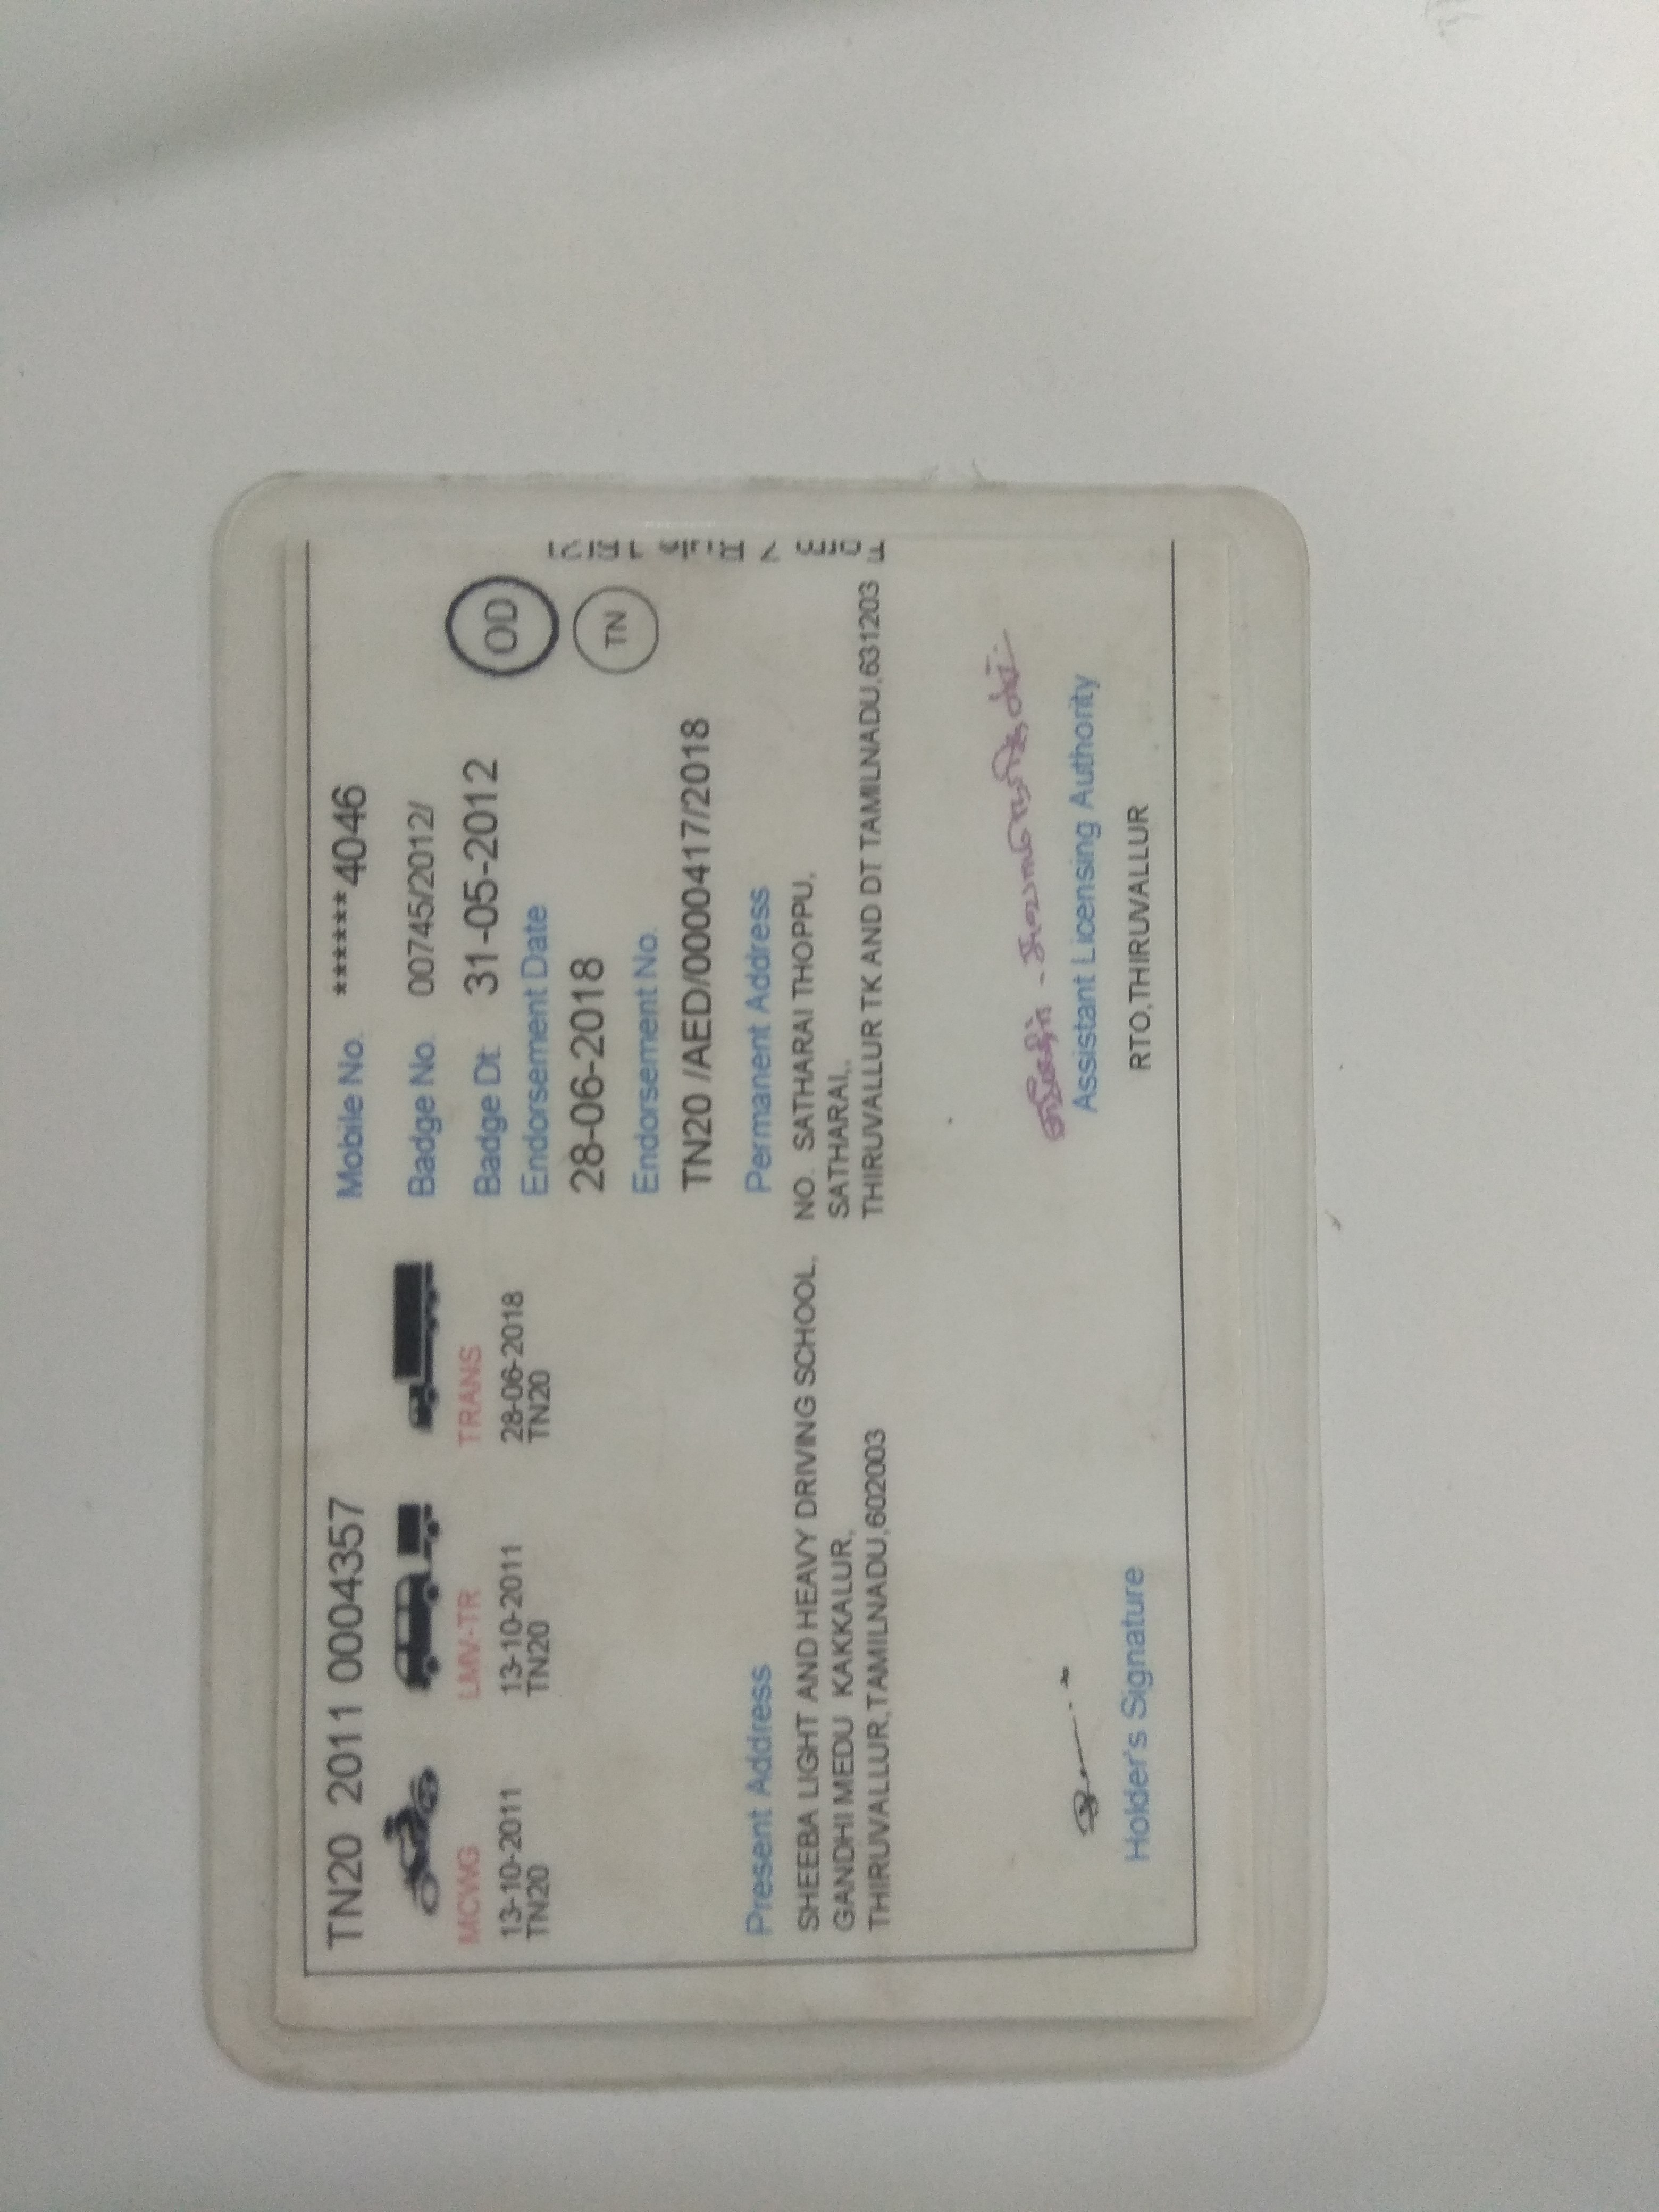 TN20 2011 0004357
Mobile No. *******4046
MCWG LMV-TR TRANS
13-10-2011 13-10-2011 28-06-2018
TN20 TN20 TN20
Badge No. 00745/2012/
Badge Dt. 31-05-2012
OD
Endorsement Date
28-06-2018
TN
Endorsement No.
TN20 /AED/0000417/2018
Present Address
SHEEBA LIGHT AND HEAVY DRIVING SCHOOL,
GANDHI MEDU KAKKALUR,
THIRUVALLUR,TAMILNADU,602003
Permanent Address
NO. SATHARAI THOPPU,
SATHARAI,.
THIRUVALLUR TK AND DT TAMILNADU,631203
Holder's Signature
Assistant Licensing Authority
RTO,THIRUVALLUR